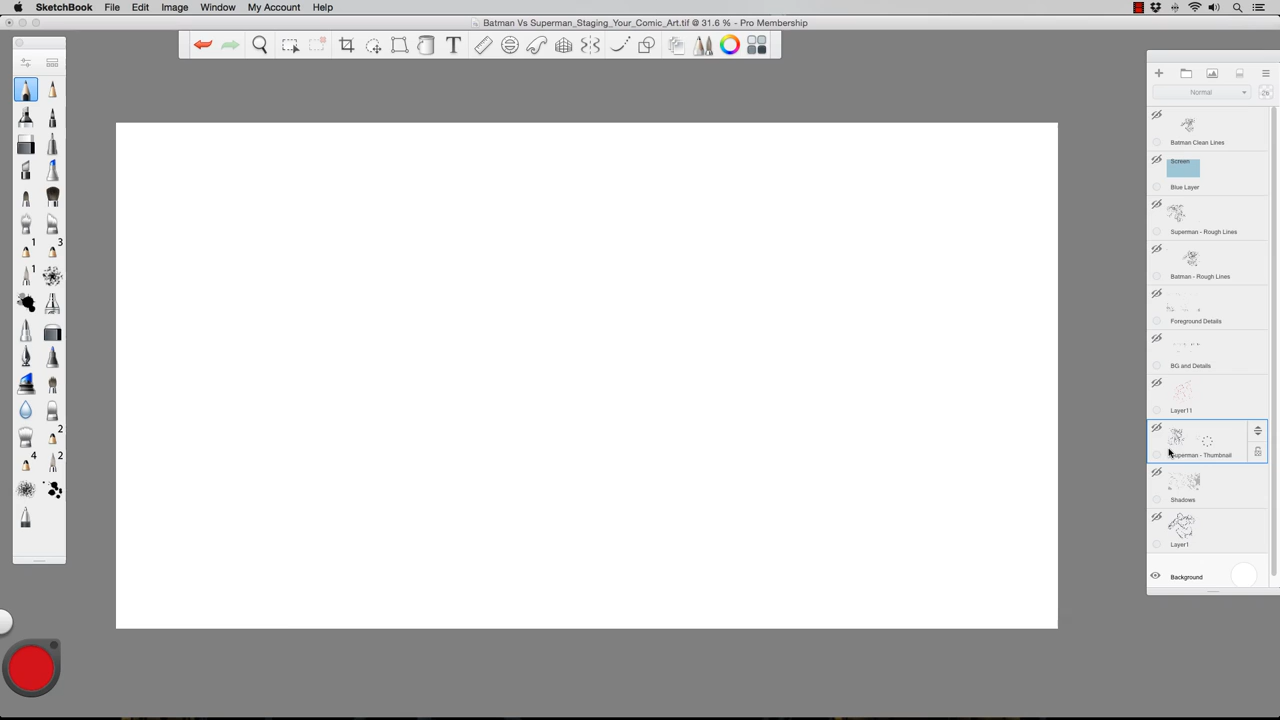 SketchBook File Edit Image Window My Account Help
Batman Vs Superman_Staging_Your_Comic_Art.tif @ 31.6 % - Pro Membership
T
Normal
Batman Clean Lines
Screen
Blue Layer
Superman - Rough Lines
Batman - Rough Lines
Foreground Details
BG and Details
Layer11
Superman - Thumbnail
Shadows
Layer1
Background
1 3
1
2
4 2